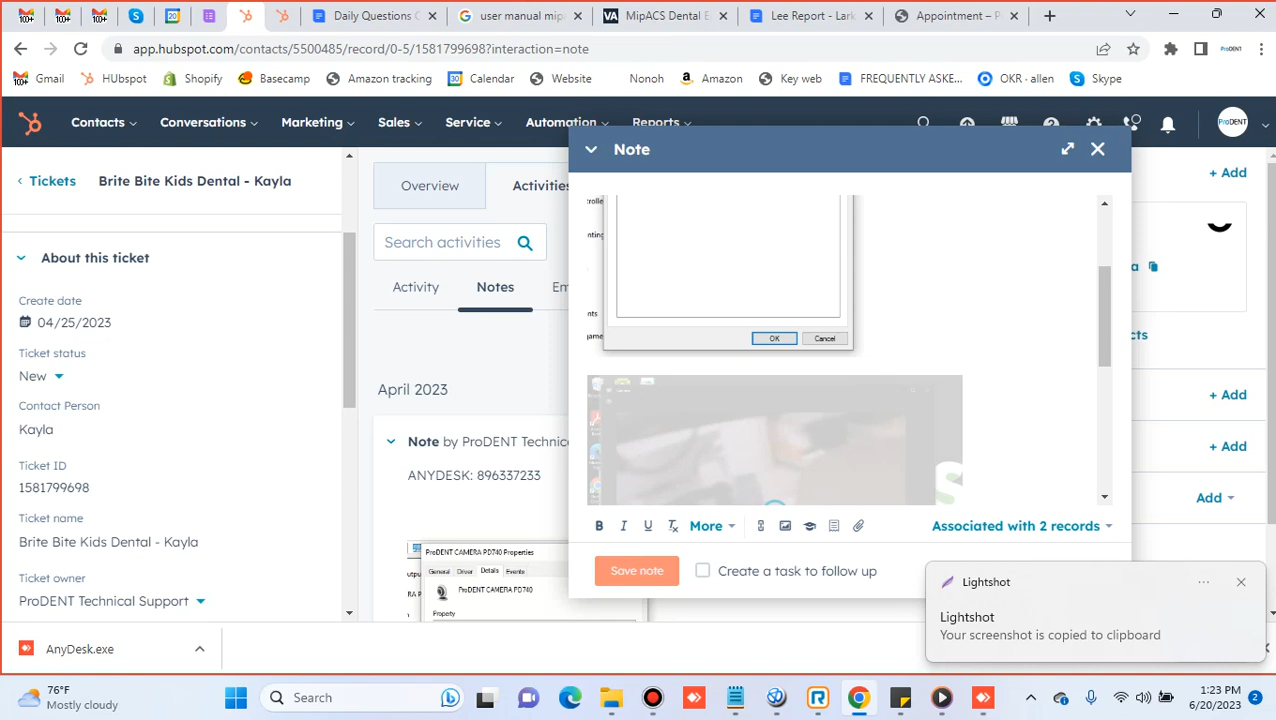 Daily Questions C
user manual mip
MipACS Dental E
Lee Report - Lark
Appointment – P
app.hubspot.com/contacts/5500485/record/0-5/1581799698?interaction=note
Gmail HUbspot Shopify Basecamp Amazon tracking Calendar Website Nonoh Amazon Key web FREQUENTLY ASKE... OKR - allen Skype
Contacts Conversations Marketing Sales Service Automation Reports
ProDENT
Note
Tickets Brite Bite Kids Dental - Kayla
Overview Activities
+ Add
Search activities
About this ticket
Activity Notes Em
Create date
04/25/2023
Ticket status
New
Contact Person
Kayla
Ticket ID
1581799698
Ticket name
Brite Bite Kids Dental - Kayla
Ticket owner
ProDENT Technical Support
April 2023
Note by ProDENT Technic
ANYDESK: 896337233
ProDENT CAMERA PD740 Properties
General Driver Details Events
ProDENT CAMERA PD740
Property
OK Cancel
+ Add
+ Add
Add
B I U Tx More
Associated with 2 records
Save note
Create a task to follow up
Lightshot
Lightshot
Your screenshot is copied to clipboard
AnyDesk.exe
76°F
Mostly cloudy
Search
1:23 PM
6/20/2023
2